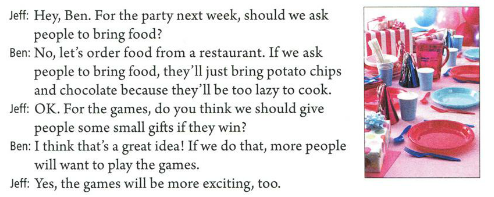 Jeff: Hey, Ben. For the party next week, should we ask
people to bring food?
Ben: No, let's order food from a restaurant. If we ask
people to bring food, they'll just bring potato chips
and chocolate because they'll be too lazy to cook.
Jeff: OK. For the games, do you think we should give
people some small gifts if they win?
Ben: I think that's a great idea! If we do that, more people
will want to play the games.
Jeff: Yes, the games will be more exciting, too.